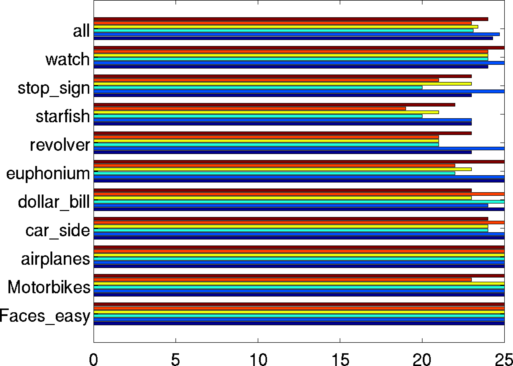 all
watch
stop_sign
starfish
revolver
euphonium
dollar_bill
car_side
airplanes
Motorbikes
Faces_easy
0 5 10 15 20 25